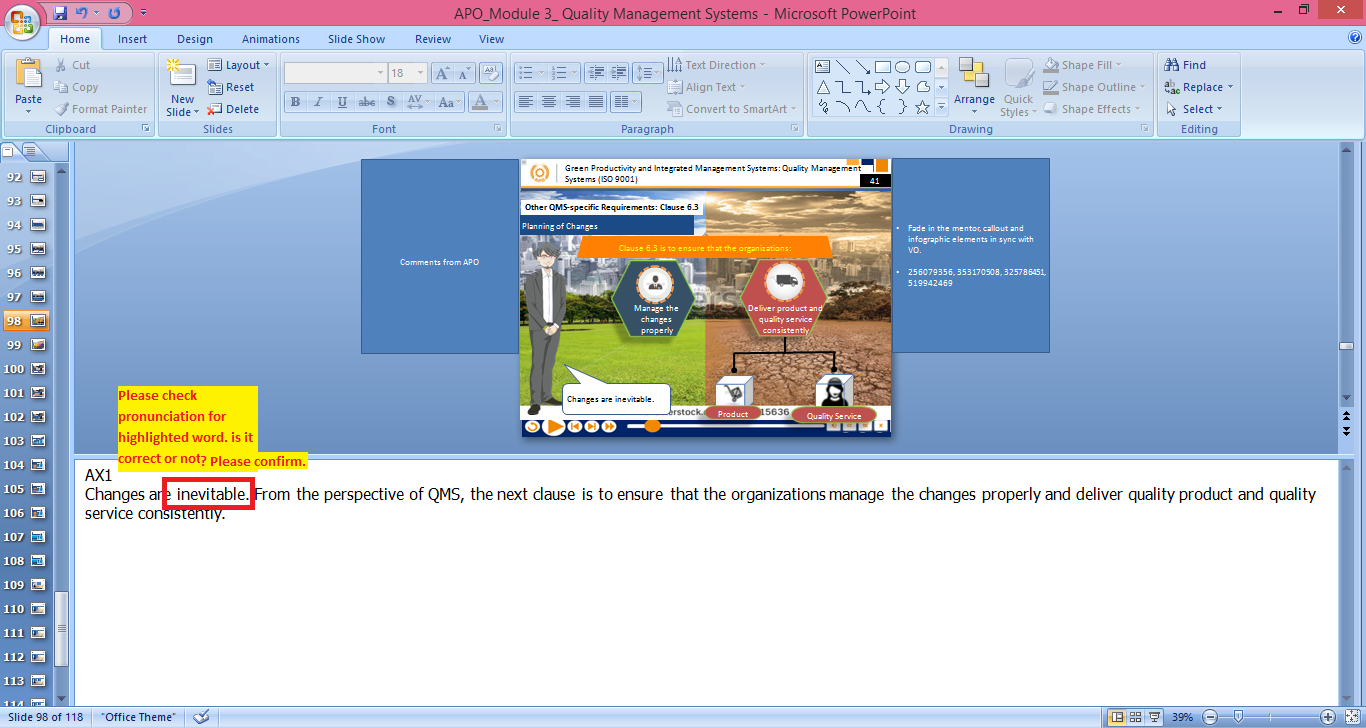 APO_Module 3_ Quality Management Systems - Microsoft PowerPoint
Home Insert Design Animations Slide Show Review View
Paste
Cut
Copy
Format Painter
Clipboard
New Slide
Layout
Reset
Delete
Slides
18
B I U abc S AV Aa A
Font
Text Direction
Align Text
Convert to SmartArt
Paragraph
Arrange
Quick Styles
Shape Fill
Shape Outline
Shape Effects
Drawing
Find
Replace
Select
Editing
92
93
94
95
96
97
98
99
100
101
102
103
104
105
106
107
108
109
110
111
112
113
114
Comments from APO
Green Productivity and Integrated Management Systems: Quality Management
Systems (ISO 9001)
41
Other QMS-specific Requirements: Clause 6.3
Planning of Changes
Clause 6.3 is to ensure that the organizations:
Manage the
changes
properly
Deliver product and
quality service
consistently
Changes are inevitable.
Product
Quality Service
15636
• Fade in the mentor, callout and
infographic elements in sync with
VO.
• 256079356, 353170508, 325786451,
519942469
Please check
pronunciation for
highlighted word. is it
correct or not? Please confirm.
AX1
Changes are inevitable. From the perspective of QMS, the next clause is to ensure that the organizations manage the changes properly and deliver quality product and quality
service consistently.
Slide 98 of 118 "Office Theme" 39%